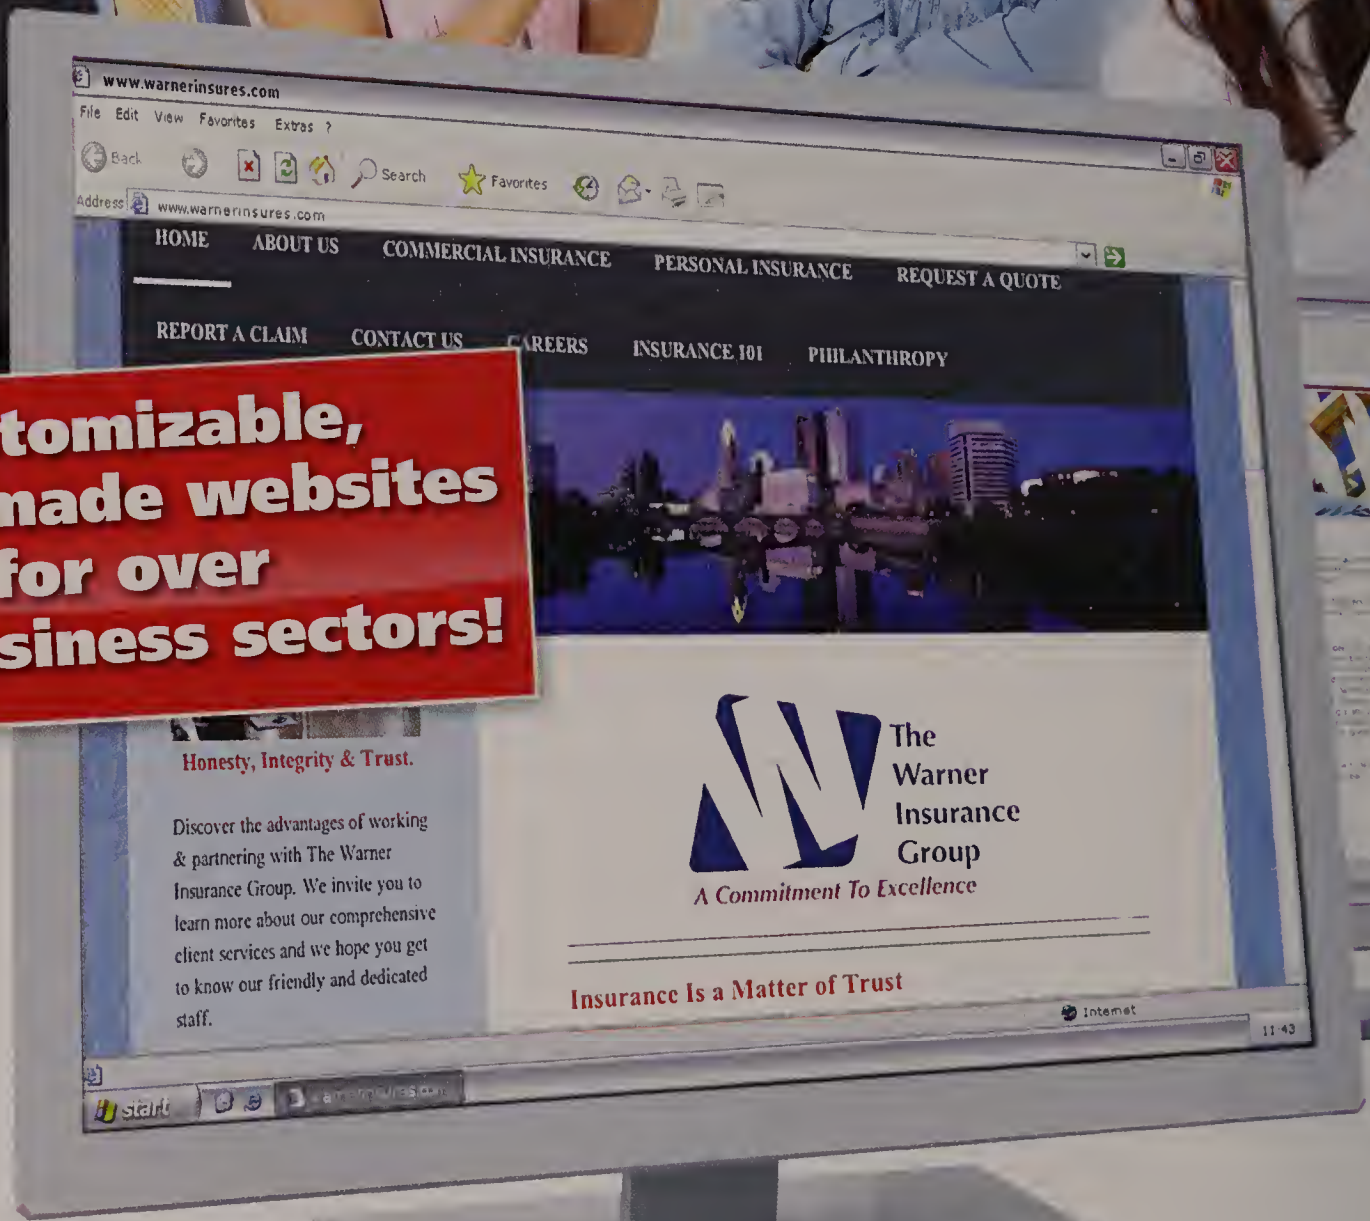 www.warnerinsures.com
File Edit View Favorites Extras ?
Back Search Favorites
Address www.warnerinsures.com
HOME ABOUT US COMMERCIAL INSURANCE PERSONAL INSURANCE REQUEST A QUOTE
REPORT A CLAIM CONTACT US CAREERS INSURANCE 101 PHILANTHROPY
tomizable,
made websites
for over
siness sectors!
Honesty, Integrity & Trust.
Discover the advantages of working
& partnering with The Warner
Insurance Group. We invite you to
learn more about our comprehensive
client services and we hope you get
to know our friendly and dedicated
staff.
The
Warner
Insurance
Group
A Commitment To Excellence
Insurance Is a Matter of Trust
Internet
start
11:43